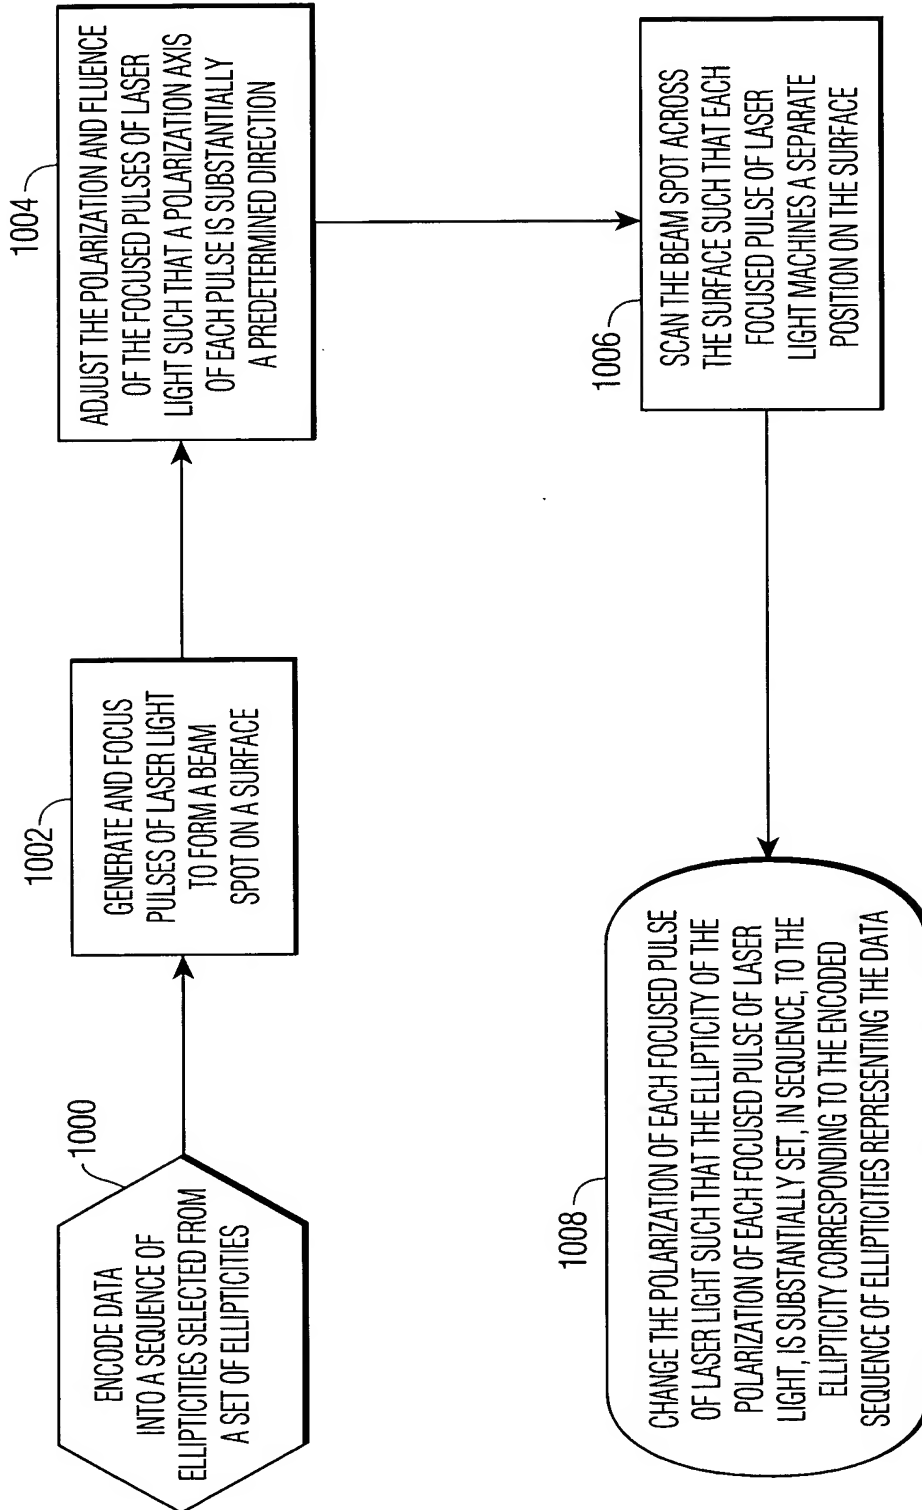 1000
ENCODE DATA
INTO A SEQUENCE OF
ELLIPTICITIES SELECTED FROM
A SET OF ELLIPTICITIES
1002
GENERATE AND FOCUS
PULSES OF LASER LIGHT
TO FORM A BEAM
SPOT ON A SURFACE
1004
ADJUST THE POLARIZATION AND FLUENCE
OF THE FOCUSED PULSES OF LASER
LIGHT SUCH THAT A POLARIZATION AXIS
OF EACH PULSE IS SUBSTANTIALLY
A PREDETERMINED DIRECTION
1006
SCAN THE BEAM SPOT ACROSS
THE SURFACE SUCH THAT EACH
FOCUSED PULSE OF LASER
LIGHT MACHINES A SEPARATE
POSITION ON THE SURFACE
1008
CHANGE THE POLARIZATION OF EACH FOCUSED PULSE
OF LASER LIGHT SUCH THAT THE ELLIPTICITY OF THE
POLARIZATION OF EACH FOCUSED PULSE OF LASER
LIGHT, IS SUBSTANTIALLY SET, IN SEQUENCE, TO THE
ELLIPTICITY CORRESPONDING TO THE ENCODED
SEQUENCE OF ELLIPTICITIES REPRESENTING THE DATA